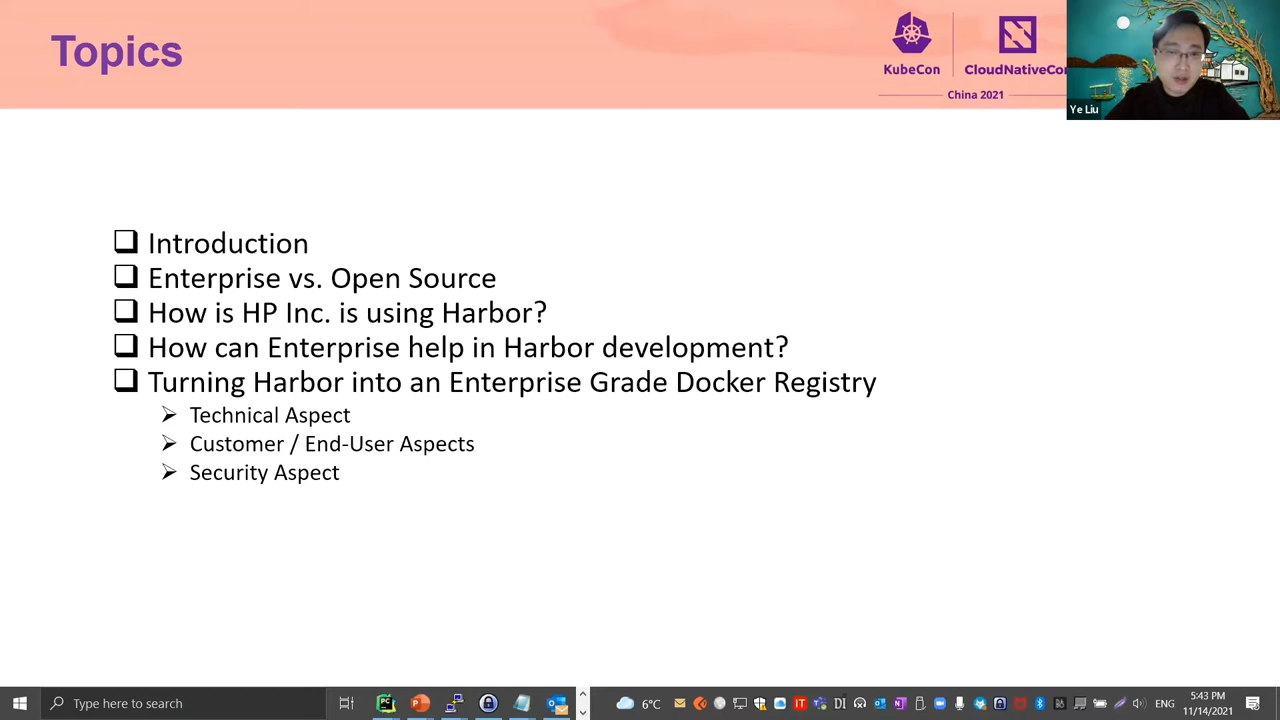 Topics
KubeCon
CloudNativeCon
China 2021
Ye Liu
Introduction
Enterprise vs. Open Source
How is HP Inc. is using Harbor?
How can Enterprise help in Harbor development?
Turning Harbor into an Enterprise Grade Docker Registry
Technical Aspect
Customer / End-User Aspects
Security Aspect
Type here to search
6°C
ENG
5:43 PM
11/14/2021